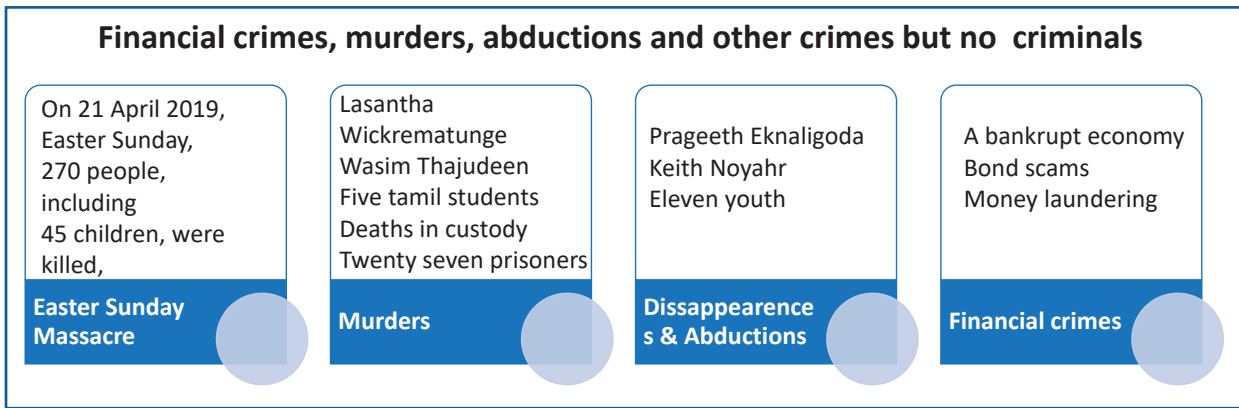 Financial crimes, murders, abductions and other crimes but no criminals
On 21 April 2019,
Easter Sunday,
270 people,
including
45 children, were
killed,
Easter Sunday
Massacre
Lasantha
Wickrematunge
Wasim Thajudeen
Five tamil students
Deaths in custody
Twenty seven prisoners
Murders
Prageeth Eknaligoda
Keith Noyahr
Eleven youth
Dissappearence
s & Abductions
A bankrupt economy
Bond scams
Money laundering
Financial crimes